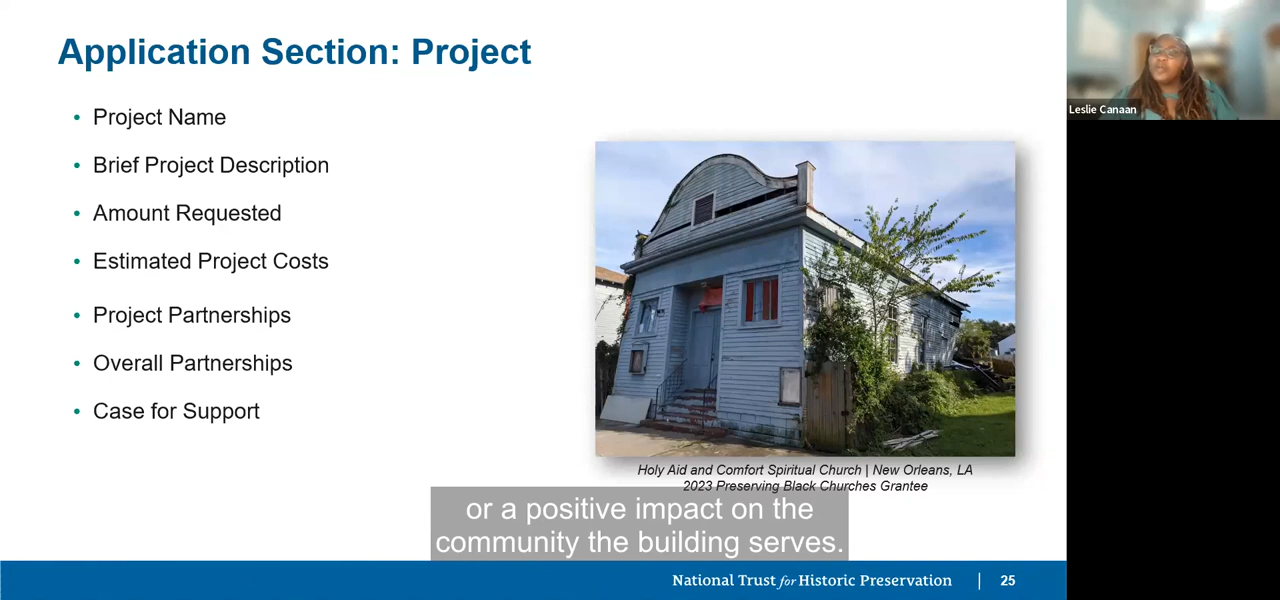 Application Section: Project
• Project Name
• Brief Project Description
• Amount Requested
• Estimated Project Costs
• Project Partnerships
• Overall Partnerships
• Case for Support
Holy Aid and Comfort Spiritual Church | New Orleans, LA
2023 Preserving Black Churches Grantee
or a positive impact on the
community the building serves.
National Trust for Historic Preservation | 25
Leslie Canaan